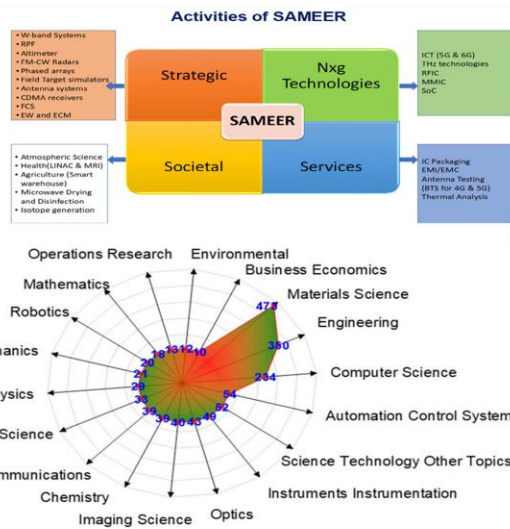 Activities of SAMEER
• W-band Systems
• RPF
• Altimeter
• FM-CW Radars
• Phased arrays
• Field Target simulators
• Antenna systems
• CDMA receivers
• FCS
• EW and ECM
Strategic
Nxg
Technologies
SAMEER
Societal
Services
ICT (5G & 6G)
THz technologies
RFIC
MMIC
SoC
• Atmospheric Science
• Health(LINAC & MRI)
• Agriculture (Smart
warehouse)
• Microwave Drying
and Disinfection
• Isotope generation
IC Packaging
EMI/EMC
Antenna Testing
(BTS for 4G & 5G)
Thermal Analysis
Operations Research
Environmental
Business Economics
Mathematics
Materials Science
Robotics
Engineering
anics
Computer Science
ysics
Automation Control System
Science
Science Technology Other Topics
mmunications
Instruments Instrumentation
Chemistry
Optics
Imaging Science
473
350
234
54
52
49
43
40
39
39
33
29
21
20
18
13
12
10